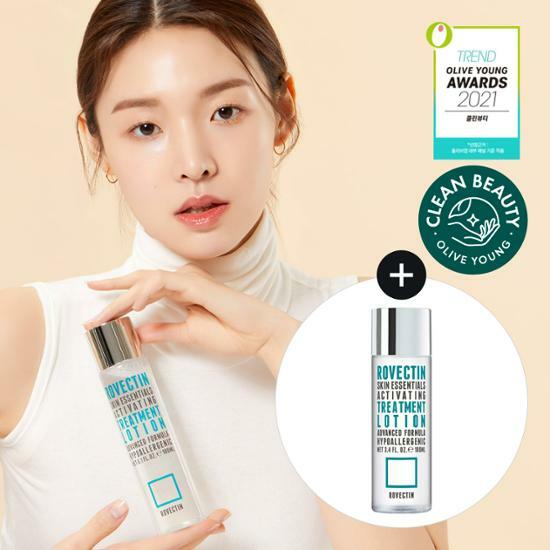 TREND
OLIVE YOUNG
AWARDS
2021
클린뷰티
CLEAN BEAUTY
OLIVE YOUNG
+
ROVECTIN
SKIN ESSENTIALS
ACTIVATING
TREATMENT
LOTION
ADVANCED FORMULA
HYPOALLERGENIC
ROVECTIN
ROVECTIN
SKIN ESSENTIALS
ACTIVATING
TREATMENT
LOTION
ADVANCED FORMULA
HYPOALLERGENIC
NET 3.4 FL. OZ. ℮ 100ML
ROVECTIN